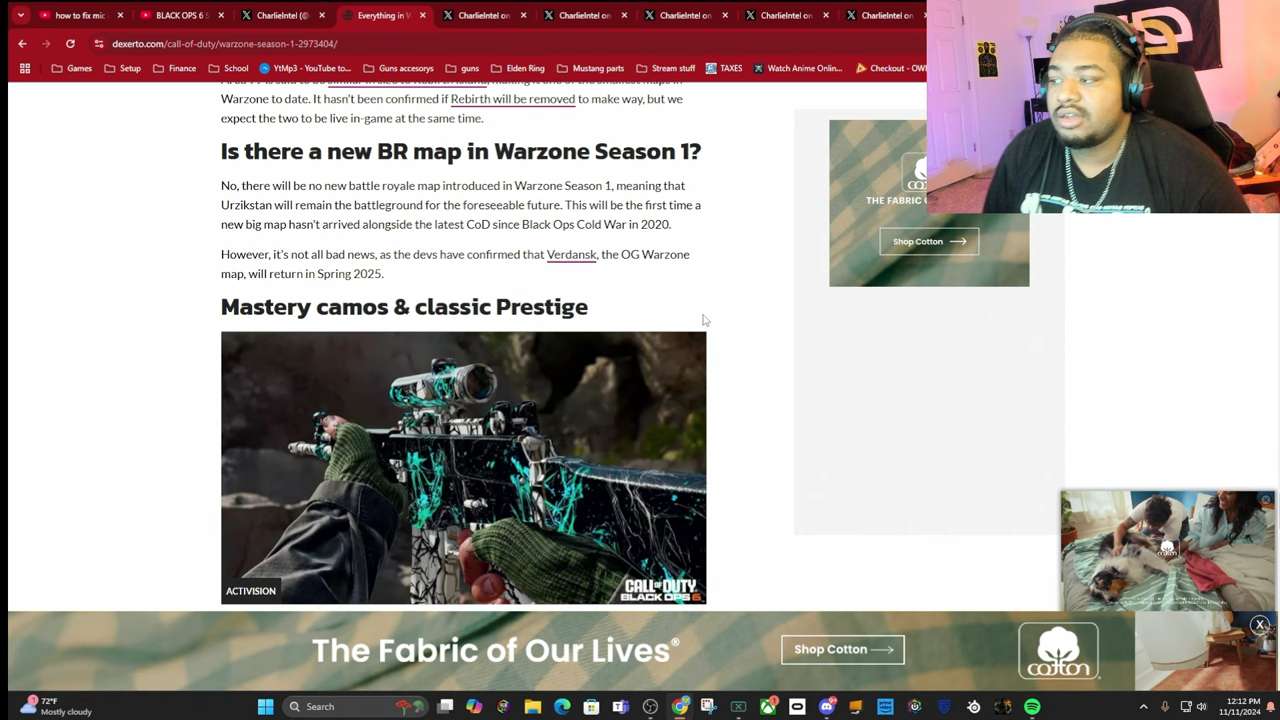 how to fix mic
BLACK OPS 6 S
CharlieIntel (@
Everything in W
CharlieIntel on
CharlieIntel on
CharlieIntel on
CharlieIntel on
CharlieIntel on
dexerto.com/call-of-duty/warzone-season-1-2973404/
Games
Setup
Finance
School
YtMp3 - YouTube to...
Guns accesorys
guns
Elden Ring
Mustang parts
Stream stuff
TAXES
Watch Anime Onlin...
Checkout – OW
Warzone to date. It hasn't been confirmed if Rebirth will be removed to make way, but we
expect the two to be live in-game at the same time.
Is there a new BR map in Warzone Season 1?
No, there will be no new battle royale map introduced in Warzone Season 1, meaning that
Urzikstan will remain the battleground for the foreseeable future. This will be the first time a
new big map hasn't arrived alongside the latest CoD since Black Ops Cold War in 2020.
However, it's not all bad news, as the devs have confirmed that Verdansk, the OG Warzone
map, will return in Spring 2025.
Mastery camos & classic Prestige
ACTIVISION
CALL OF DUTY
BLACK OPS 6
THE FABRIC
Shop Cotton
The Fabric of Our Lives®
Shop Cotton
cotton
X
72°F
Mostly cloudy
Search
12:12 PM
11/11/2024